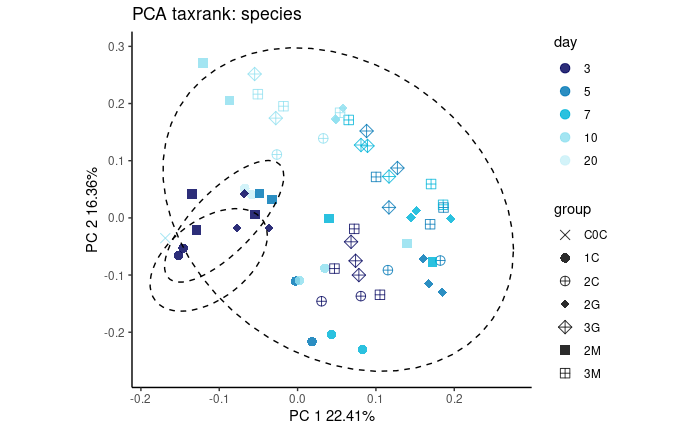 PCA taxrank: species
0.3
0.2
0.1
0.0
-0.1
-0.2
PC 2 16.36%
-0.2
-0.1
0.0
0.1
0.2
PC 1 22.41%
day
3
5
7
10
20
group
C0C
1C
2C
2G
3G
2M
3M